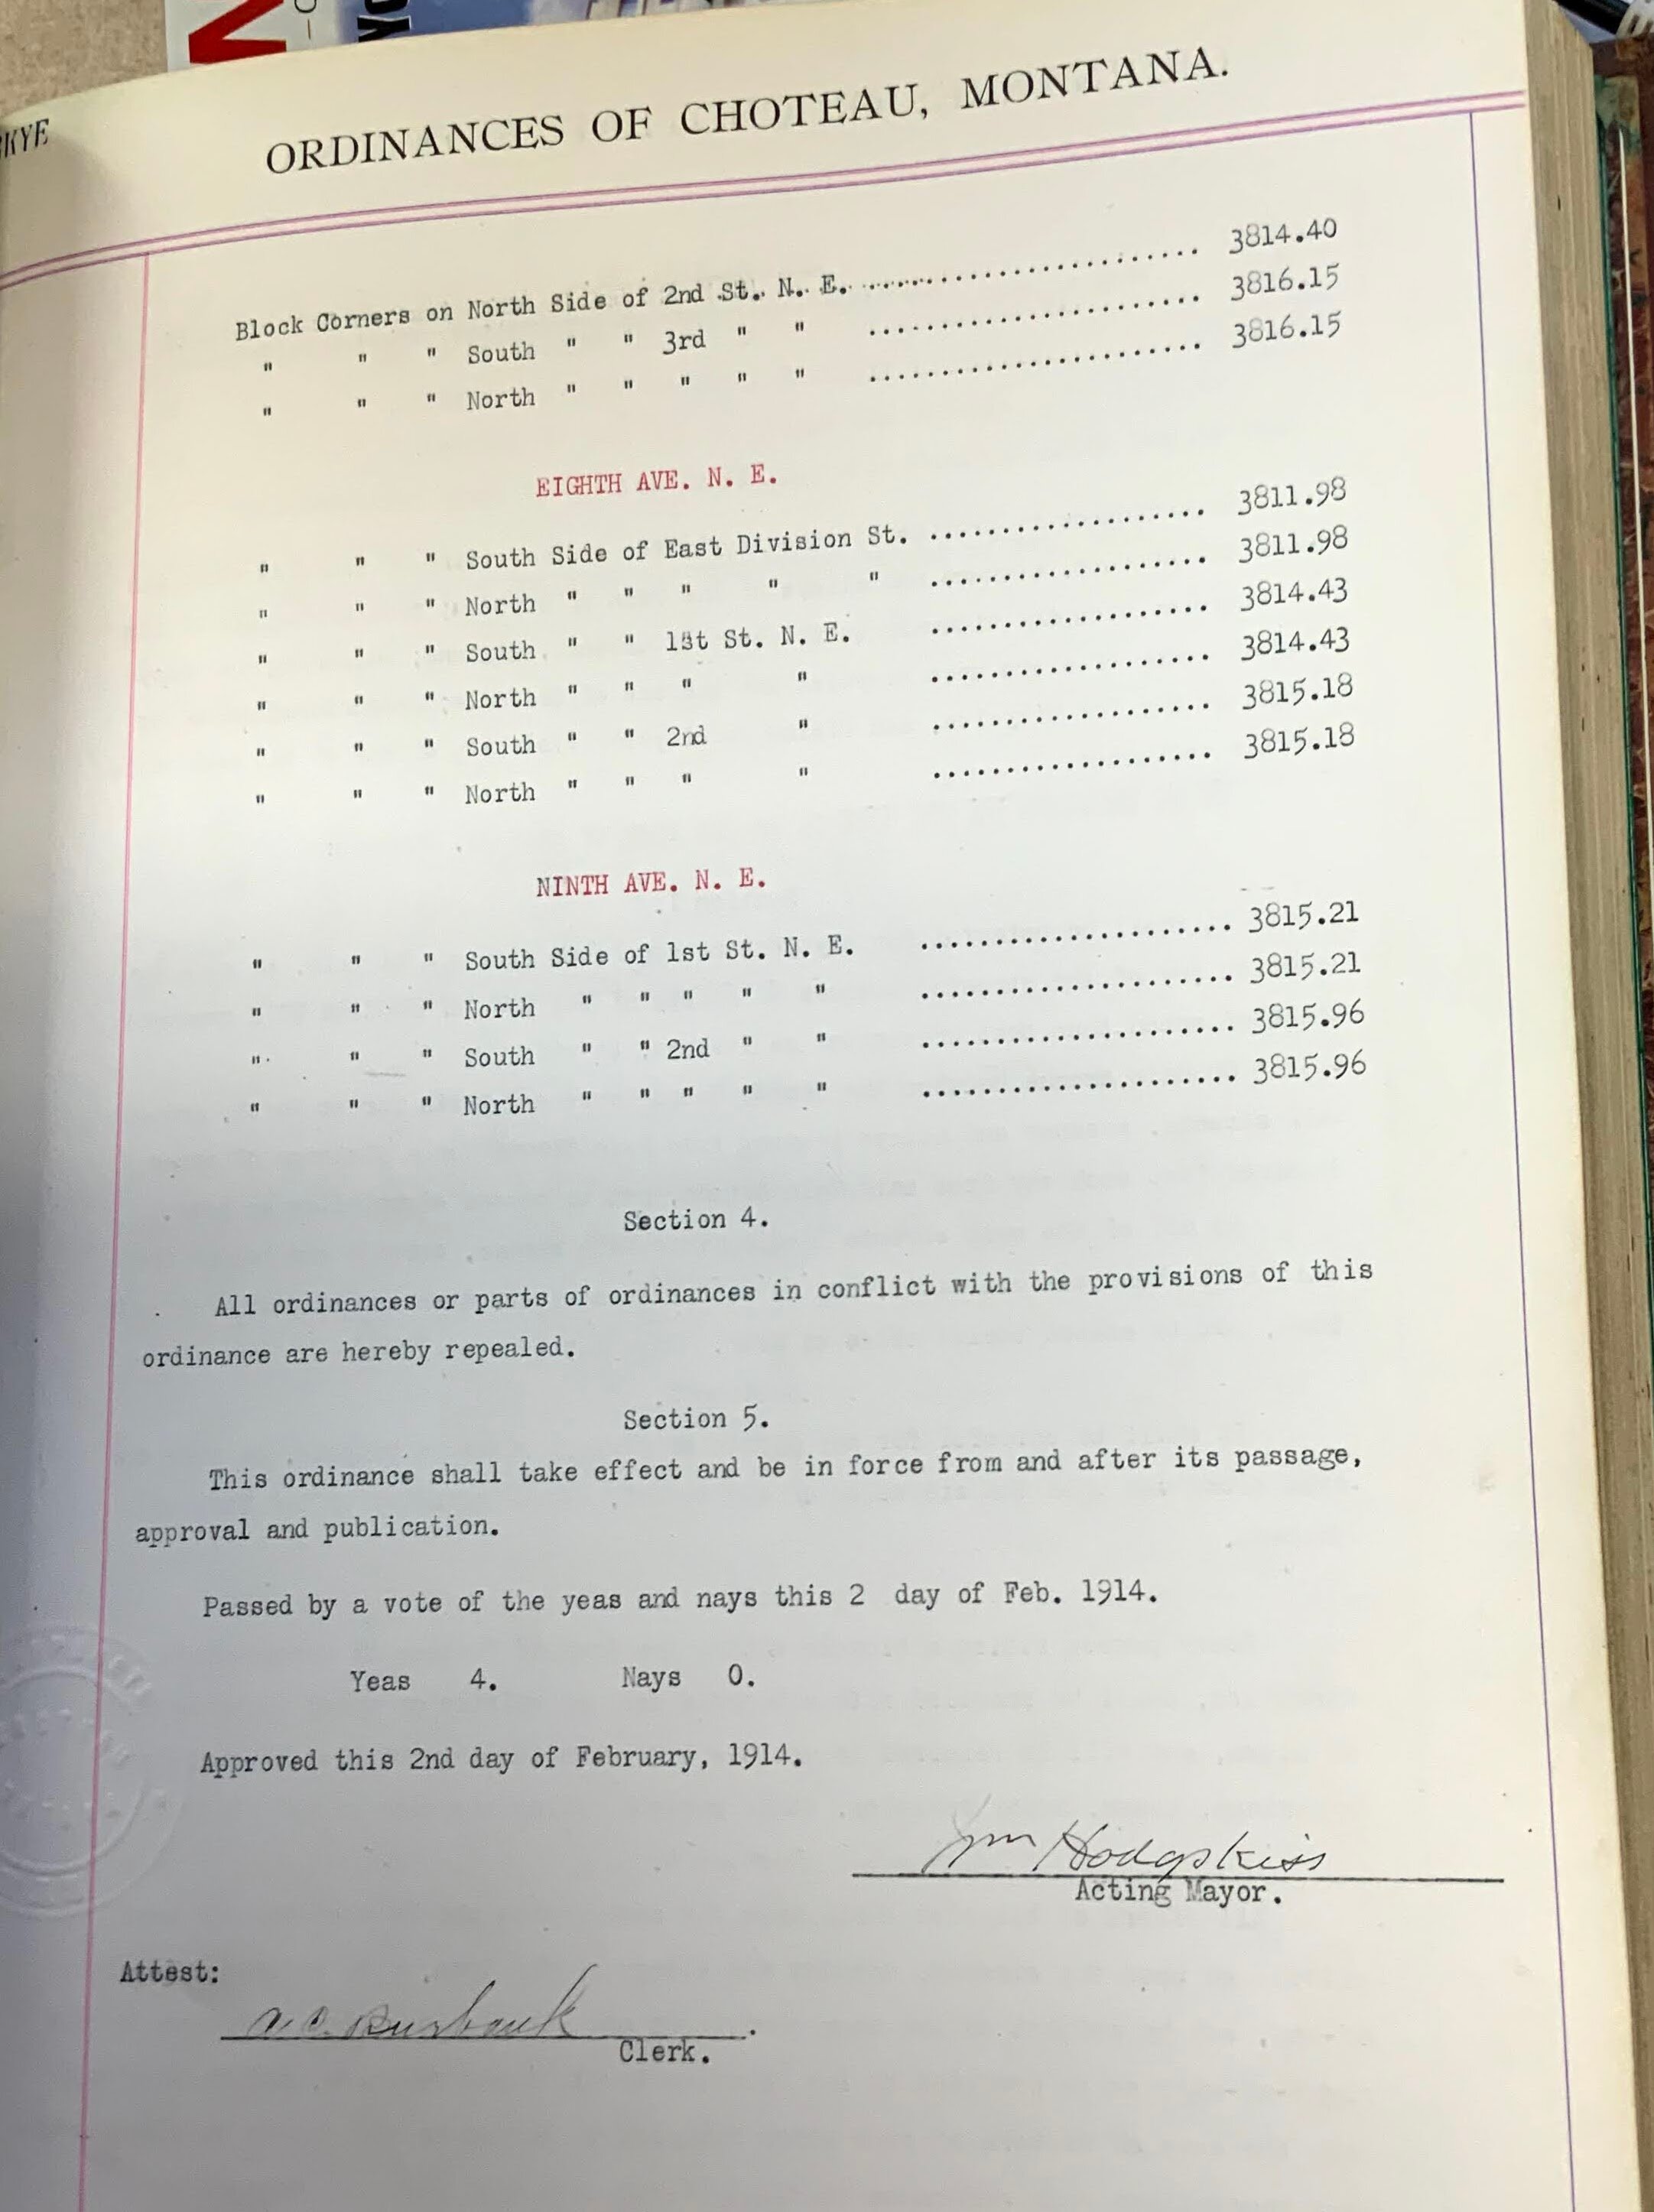 KYE
ORDINANCES OF CHOTEAU, MONTANA.
Block Corners on North Side of 2nd St. N. E. .............................. 3814.40
" " " South " " 3rd " " ......................... 3816.15
" " " North " " " " " ......................... 3816.15
EIGHTH AVE. N. E.
" " " South Side of East Division St. ................... 3811.98
" " " North " " " " " ................... 3811.98
" " " South " " 1st St. N. E. ................... 3814.43
" " " North " " " " ................... 3814.43
" " " South " " 2nd " ................... 3815.18
" " " North " " " " ................... 3815.18
NINTH AVE. N. E.
" " " South Side of 1st St. N. E. ...................... 3815.21
" " " North " " " " " ...................... 3815.21
" " " South " " 2nd " " ...................... 3815.96
" " " North " " " " " ...................... 3815.96
Section 4.
All ordinances or parts of ordinances in conflict with the provisions of this
ordinance are hereby repealed.
Section 5.
This ordinance shall take effect and be in force from and after its passage,
approval and publication.
Passed by a vote of the yeas and nays this 2 day of Feb. 1914.
Yeas 4. Nays 0.
Approved this 2nd day of February, 1914.
Wm Hodgskiss
Acting Mayor.
Attest:
Burbank
Clerk.